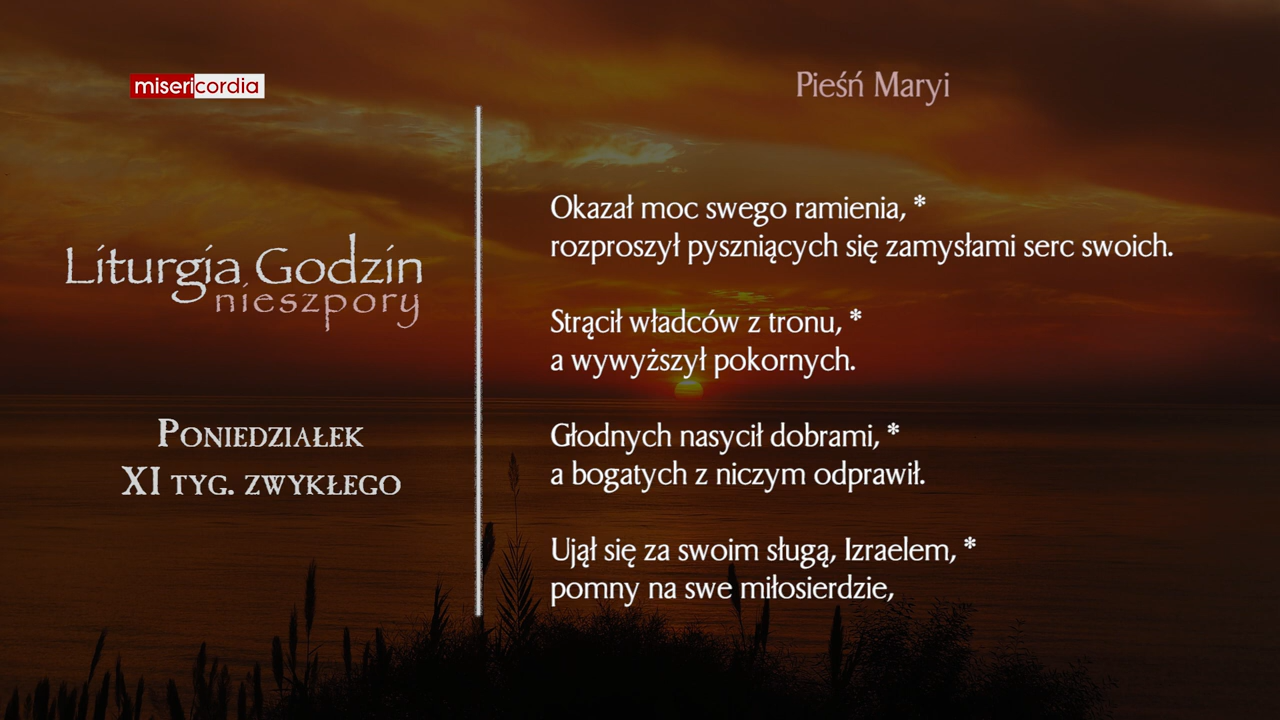 misericordia
Liturgia Godzin
nieszpory
Poniedziałek
XI tyg. zwykłego
Pieśń Maryi
Okazał moc swego ramienia, *
rozproszył pyszniących się zamysłami serc swoich.
Strącił władców z tronu, *
a wywyższył pokornych.
Głodnych nasycił dobrami, *
a bogatych z niczym odprawił.
Ujął się za swoim sługą, Izraelem, *
pomny na swe miłosierdzie,